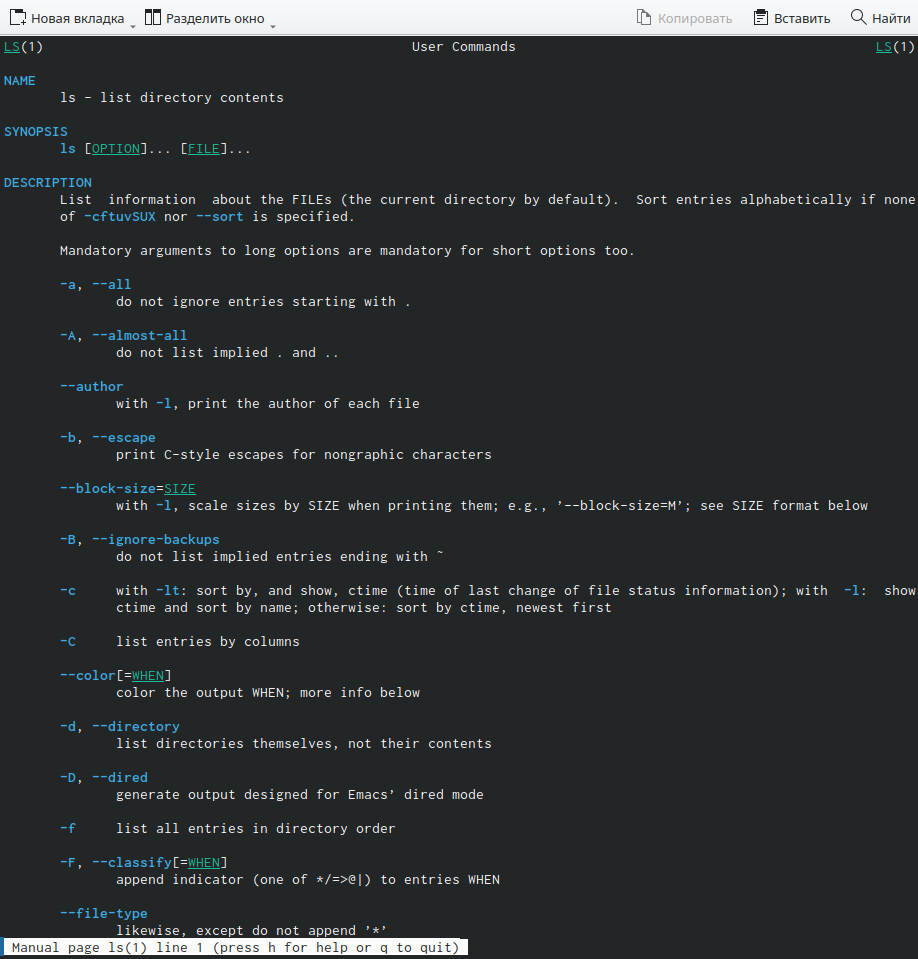 Новая вкладка Разделить окно Копировать Вставить Найти
LS(1) User Commands LS(1)
NAME
ls - list directory contents
SYNOPSIS
ls [OPTION]... [FILE]...
DESCRIPTION
List information about the FILEs (the current directory by default). Sort entries alphabetically if none
of -cftuvSUX nor --sort is specified.
Mandatory arguments to long options are mandatory for short options too.
-a, --all
do not ignore entries starting with .
-A, --almost-all
do not list implied . and ..
--author
with -l, print the author of each file
-b, --escape
print C-style escapes for nongraphic characters
--block-size=SIZE
with -l, scale sizes by SIZE when printing them; e.g., ’--block-size=M’; see SIZE format below
-B, --ignore-backups
do not list implied entries ending with ~
-c with -lt: sort by, and show, ctime (time of last change of file status information); with -l: show
ctime and sort by name; otherwise: sort by ctime, newest first
-C list entries by columns
--color[=WHEN]
color the output WHEN; more info below
-d, --directory
list directories themselves, not their contents
-D, --dired
generate output designed for Emacs’ dired mode
-f list all entries in directory order
-F, --classify[=WHEN]
append indicator (one of */=>@|) to entries WHEN
--file-type
likewise, except do not append ’*’
Manual page ls(1) line 1 (press h for help or q to quit)